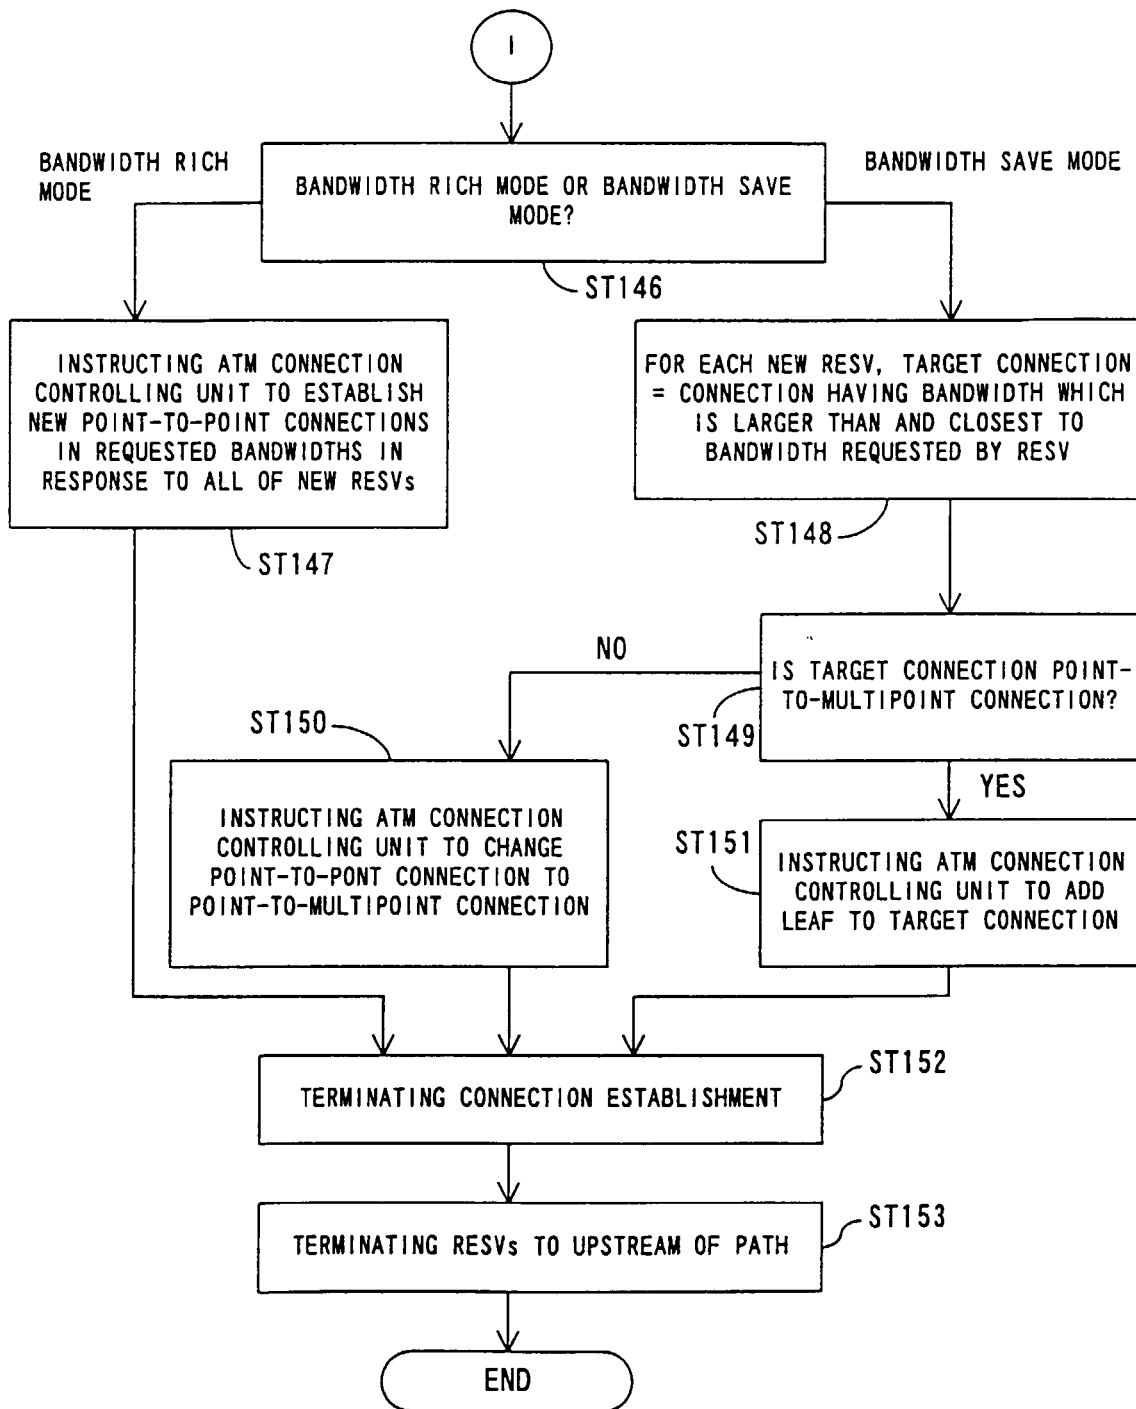 I
BANDWIDTH RICH
MODE
BANDWIDTH RICH MODE OR BANDWIDTH SAVE
MODE?
BANDWIDTH SAVE MODE
ST146
INSTRUCTING ATM CONNECTION
CONTROLLING UNIT TO ESTABLISH
NEW POINT-TO-POINT CONNECTIONS
IN REQUESTED BANDWIDTHS IN
RESPONSE TO ALL OF NEW RESVs
ST147
FOR EACH NEW RESV, TARGET CONNECTION
= CONNECTION HAVING BANDWIDTH WHICH
IS LARGER THAN AND CLOSEST TO
BANDWIDTH REQUESTED BY RESV
ST148
NO
IS TARGET CONNECTION POINT-
TO-MULTIPOINT CONNECTION?
ST149
YES
ST150
INSTRUCTING ATM CONNECTION
CONTROLLING UNIT TO CHANGE
POINT-TO-PONT CONNECTION TO
POINT-TO-MULTIPOINT CONNECTION
ST151
INSTRUCTING ATM CONNECTION
CONTROLLING UNIT TO ADD
LEAF TO TARGET CONNECTION
TERMINATING CONNECTION ESTABLISHMENT
ST152
TERMINATING RESVs TO UPSTREAM OF PATH
ST153
END